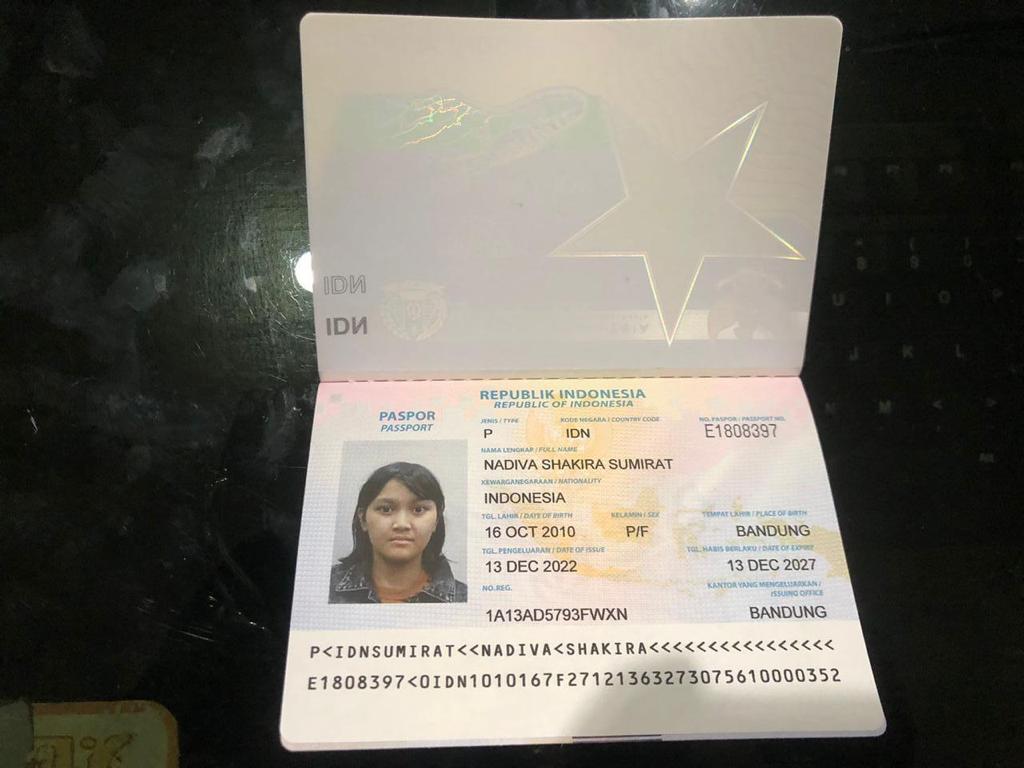 IDN
IDN
REPUBLIK INDONESIA
REPUBLIC OF INDONESIA
PASPOR
PASSPORT
JENIS / TYPE KODE NEGARA / COUNTRY CODE NO. PASPOR / PASSPORT NO.
P IDN E1808397
NAMA LENGKAP / FULL NAME
NADIVA SHAKIRA SUMIRAT
KEWARGANEGARAAN / NATIONALITY
INDONESIA
TGL. LAHIR / DATE OF BIRTH KELAMIN / SEX TEMPAT LAHIR / PLACE OF BIRTH
16 OCT 2010 P/F BANDUNG
TGL. PENGELUARAN / DATE OF ISSUE TGL. HABIS BERLAKU / DATE OF EXPIRY
13 DEC 2022 13 DEC 2027
NO. REG. KANTOR YANG MENGELUARKAN /
ISSUING OFFICE
1A13AD5793FWXN BANDUNG
P<IDNSUMIRAT<<NADIVA<SHAKIRA<<<<<<<<<<<<<<<<
E1808397<0IDN1010167F27121363273075610000352